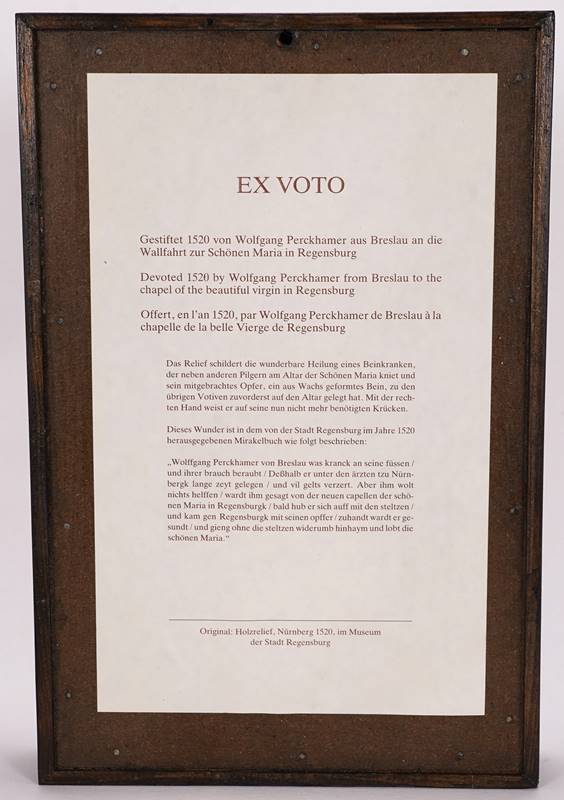 EX VOTO
Gestiftet 1520 von Wolfgang Perckhamer aus Breslau an die
Wallfahrt zur Schönen Maria in Regensburg
Devoted 1520 by Wolfgang Perckhamer from Breslau to the
chapel of the beautiful virgin in Regensburg
Offert, en l'an 1520, par Wolfgang Perckhamer de Breslau à la
chapelle de la belle Vierge de Regensburg
Das Relief schildert die wunderbare Heilung eines Beinkranken,
der neben anderen Pilgern am Altar der Schönen Maria kniet und
sein mitgebrachtes Opfer, ein aus Wachs geformtes Bein, zu den
übrigen Votiven zuvorderst auf den Altar gelegt hat. Mit der rech-
ten Hand weist er auf seine nun nicht mehr benötigten Krücken.
Dieses Wunder ist in dem von der Stadt Regensburg im Jahre 1520
herausgegebenen Mirakelbuch wie folgt beschrieben:
„Wolffgang Perckhamer von Breslau was kranck an seine füssen /
und ihrer brauch beraubt / Deßhalb er unter den ärzten tzu Nürn-
bergk lange zeyt gelegen / und vil gelts verzert. Aber ihm wolt
nichts helffen / wardt ihm gesagt von der neuen capellen der schö-
nen Maria in Regenspurgk / bald hub er sich auff mit den steltzen /
und kam gen Regensburgk mit seinen opffer / zuhandt wardt er ge-
sundt / und gieng ohne die steltzen widerumb hinhaym und lobt die
schönen Maria.“
Original: Holzrelief, Nürnberg 1520, im Museum
der Stadt Regensburg